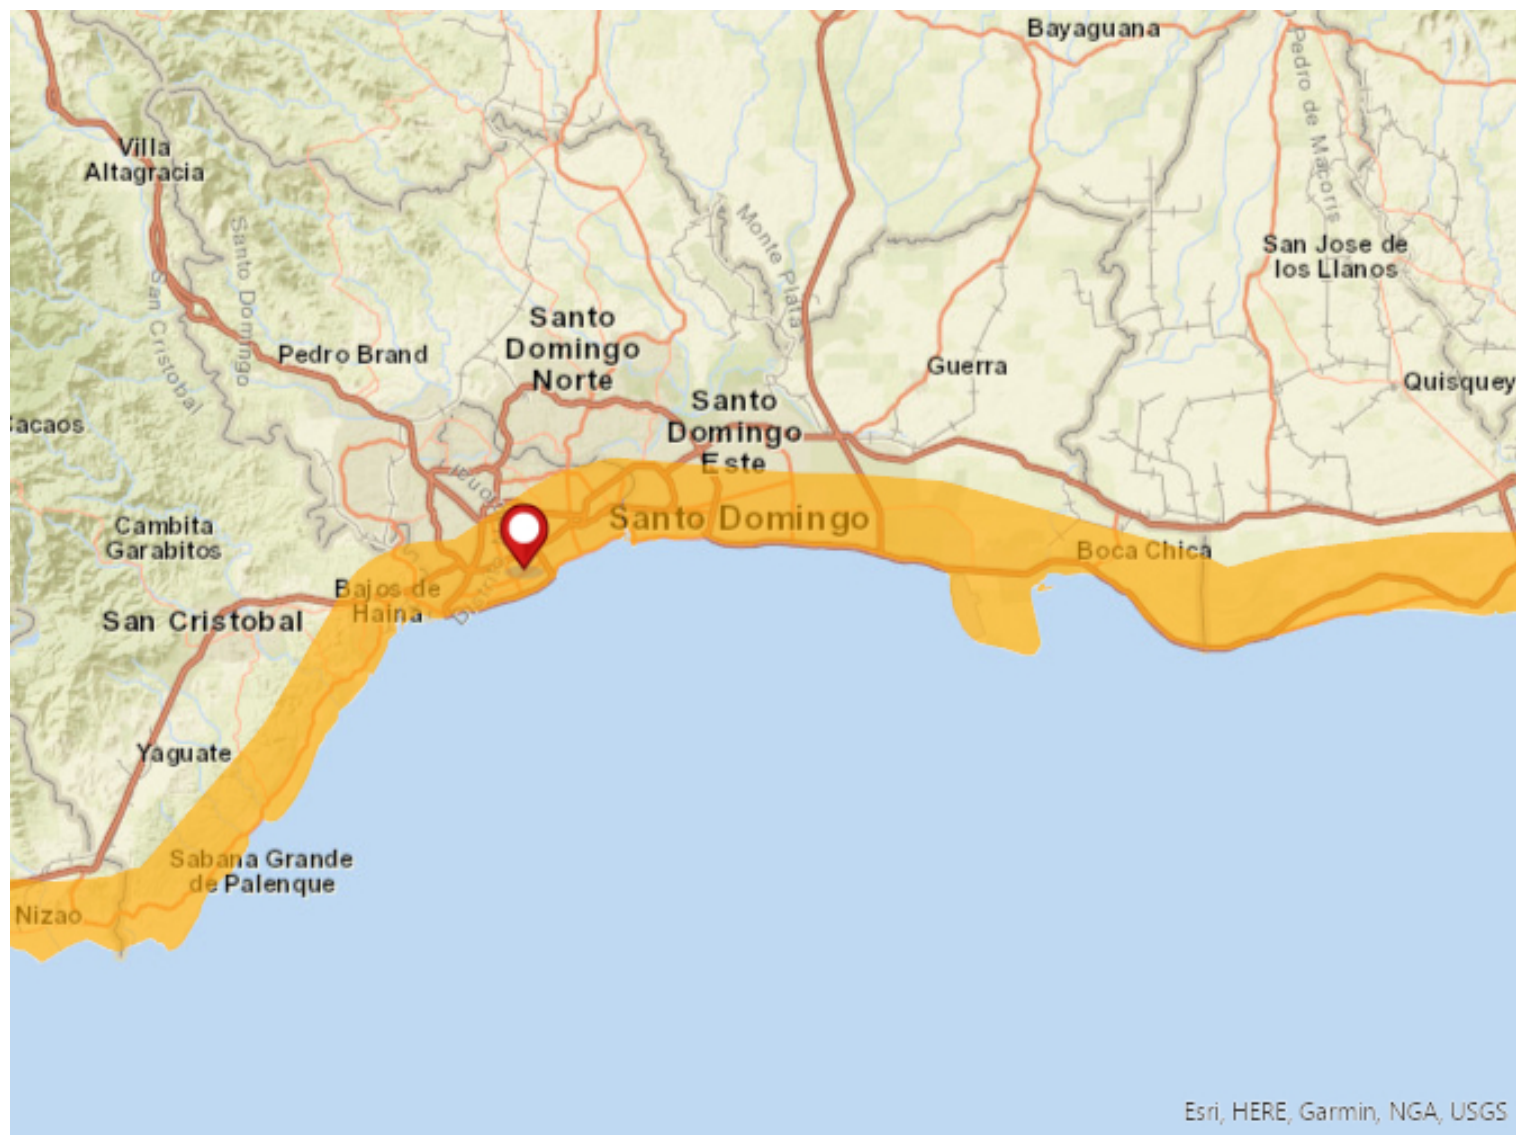 Bayaguana
Pedro de Macoris
Villa
Altagracia
Monte Plata
Santo Domingo
San Cristobal
San Jose de
los Llanos
Santo
Domingo
Norte
Pedro Brand
Guerra
Quisquey
Santo
Domingo
Este
acaos
Santo Domingo
Cambita
Garabitos
Boca Chica
Bajos de
Haina
San Cristobal
Yaguate
Sabana Grande
de Palenque
Nizao
Esri, HERE, Garmin, NGA, USGS